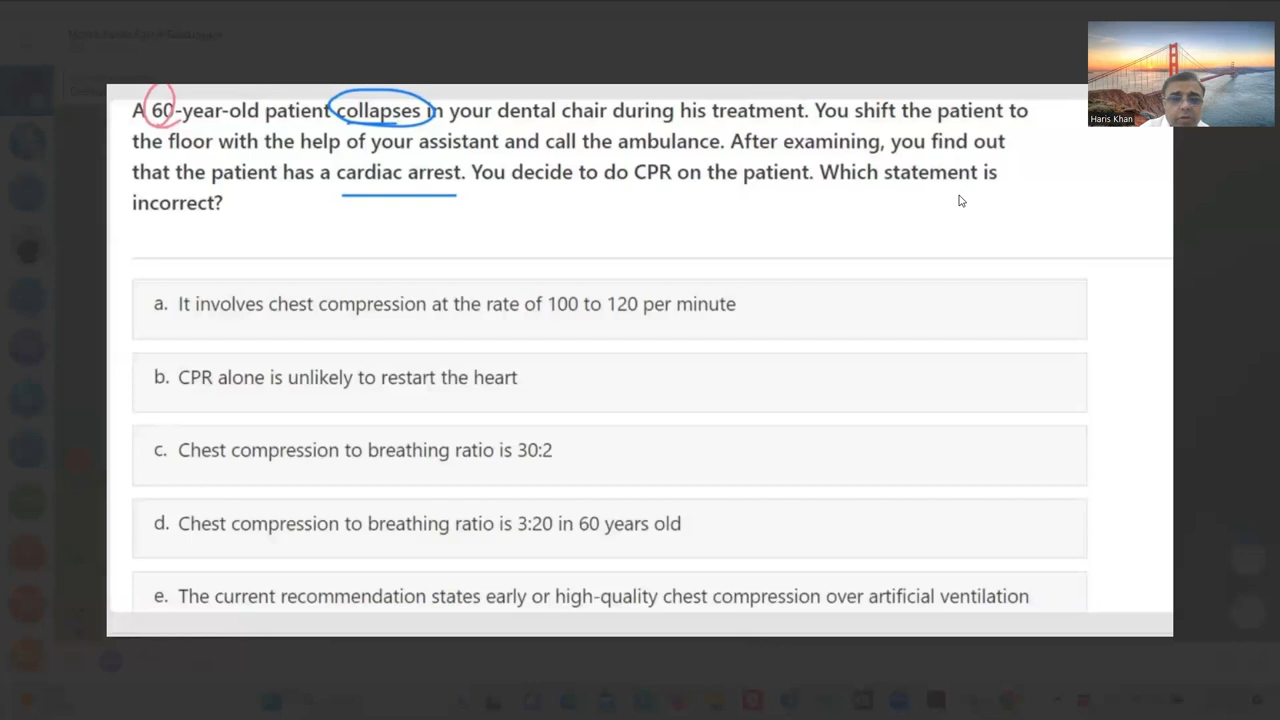 A 60-year-old patient collapses in your dental chair during his treatment. You shift the patient to
the floor with the help of your assistant and call the ambulance. After examining, you find out
that the patient has a cardiac arrest. You decide to do CPR on the patient. Which statement is
incorrect?
a. It involves chest compression at the rate of 100 to 120 per minute
b. CPR alone is unlikely to restart the heart
c. Chest compression to breathing ratio is 30:2
d. Chest compression to breathing ratio is 3:20 in 60 years old
e. The current recommendation states early or high-quality chest compression over artificial ventilation
Haris Khan